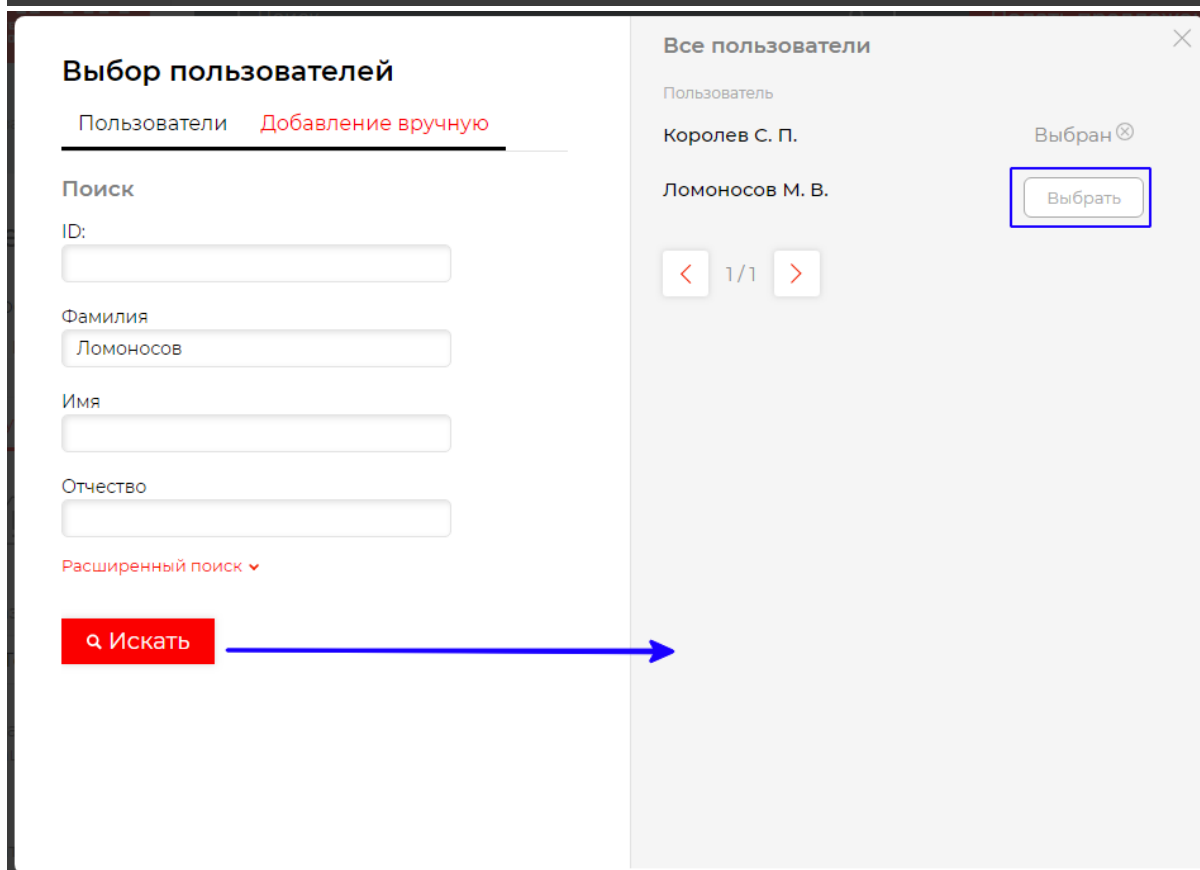 Выбор пользователей
Пользователи Добавление вручную
Поиск
ID:
Фамилия
Ломоносов
Имя
Отчество
Расширенный поиск
Искать
Все пользователи
Пользователь
Королев С. П. Выбран
Ломоносов М. В. Выбрать
1/1